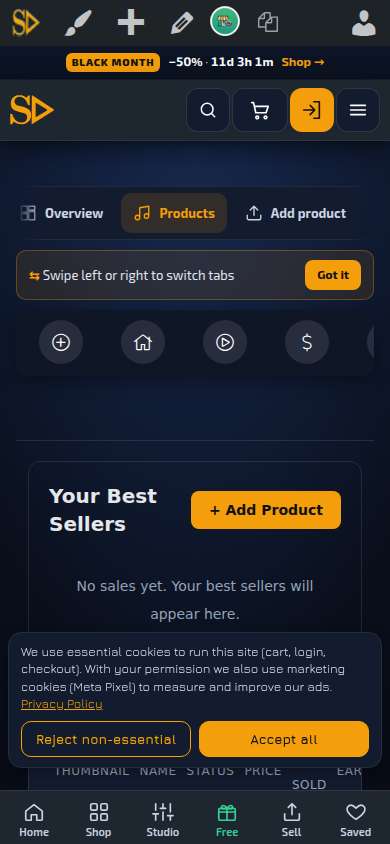 BLACK MONTH −50% · 11d 3h 1m Shop →
Overview Products Add product
⇆ Swipe left or right to switch tabs Got it
Your Best
Sellers
+ Add Product
No sales yet. Your best sellers will
appear here.
We use essential cookies to run this site (cart, login,
checkout). With your permission we also use marketing
cookies (Meta Pixel) to measure and improve our ads.
Privacy Policy
Reject non-essential Accept all
THUMBNAIL NAME STATUS PRICE EAR
SOLD
Home Shop Studio Free Sell Saved